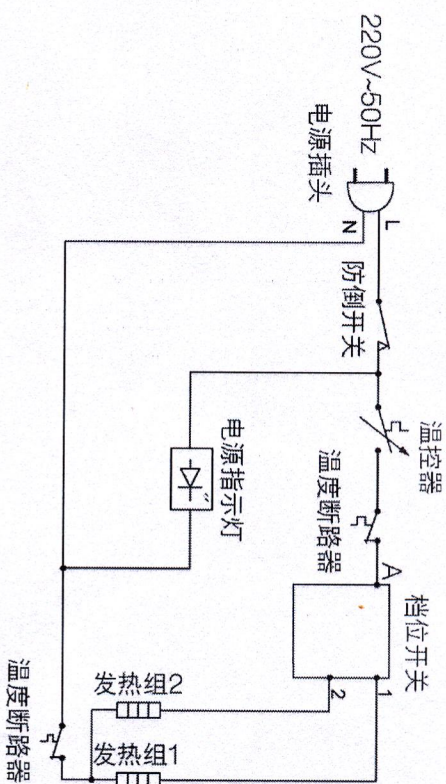 220V~50Hz
电源插头
L
N
防倒开关
温控器
温度断路器
A
档位开关
1
2
电源指示灯
发热组2
发热组1
温度断路器